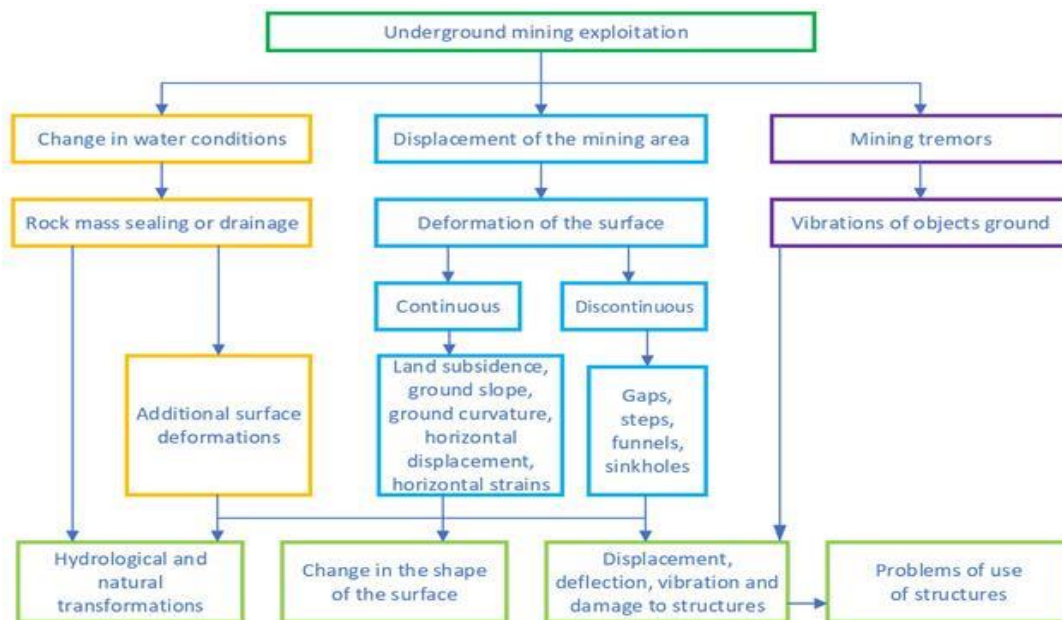 Underground mining exploitation
Change in water conditions
Displacement of the mining area
Mining tremors
Rock mass sealing or drainage
Deformation of the surface
Vibrations of objects ground
Continuous
Discontinuous
Additional surface
deformations
Land subsidence,
ground slope,
ground curvature,
horizontal
displacement,
horizontal strains
Gaps,
steps,
funnels,
sinkholes
Hydrological and
natural
transformations
Change in the shape
of the surface
Displacement,
deflection, vibration and
damage to structures
Problems of use
of structures